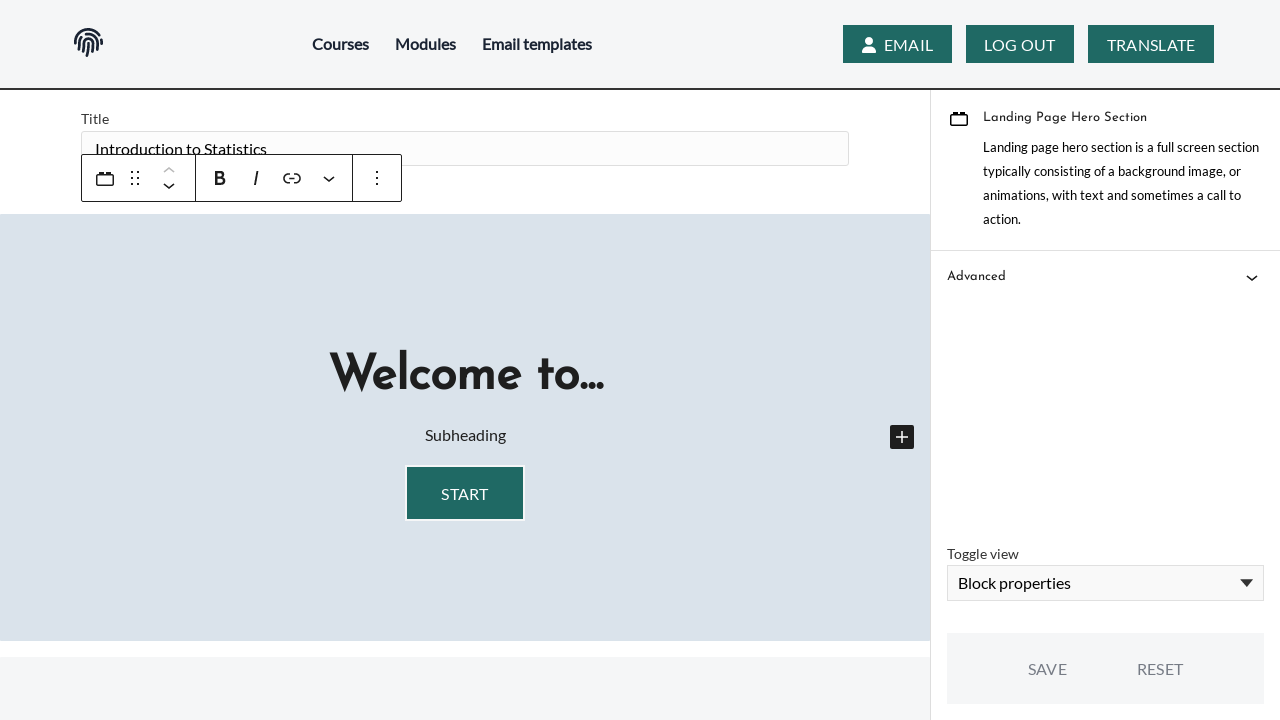 Courses Modules Email templates EMAIL LOG OUT TRANSLATE
Title
Introduction to Statistics
B I
Welcome to...
Subheading
START
Landing Page Hero Section
Landing page hero section is a full screen section
typically consisting of a background image, or
animations, with text and sometimes a call to
action.
Advanced
Toggle view
Block properties
SAVE RESET